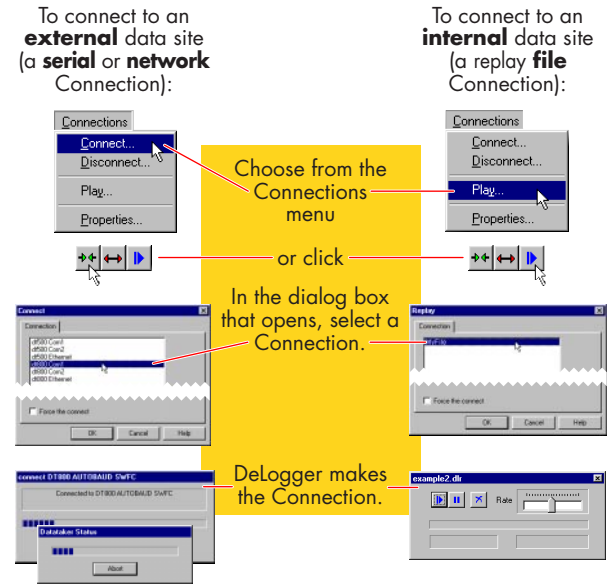 To connect to an
external data site
(a serial or network
Connection):
Connections
Connect...
Disconnect...
Play...
Properties...
To connect to an
internal data site
(a replay file
Connection):
Connections
Connect...
Disconnect...
Play...
Properties...
Choose from the
Connections
menu
or click
In the dialog box
that opens, select a
Connection.
Connect
Connection
dt500 Com1
dt500 Com2
dt500 Ethernet
dt800 Com1
dt800 Com2
dt800 Ethernet
Force the connect
OK Cancel Help
Replay
Connection
MyFile
Force the connect
OK Cancel Help
DeLogger makes
the Connection.
connect DT800 AUTOBAUD SWFC
Connected to DT800 AUTOBAUD SWFC
Datataker Status
Abort
example2.dlr
Rate